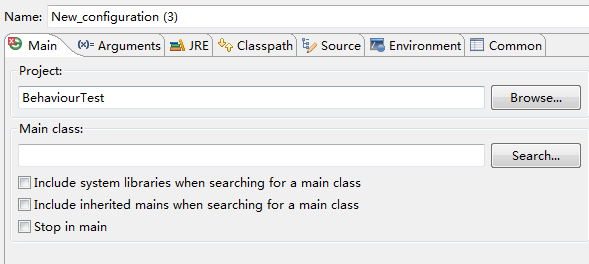 Name: New_configuration (3)
Main (x)= Arguments JRE Classpath Source Environment Common
Project:
BehaviourTest Browse...
Main class:
Search...
Include system libraries when searching for a main class
Include inherited mains when searching for a main class
Stop in main